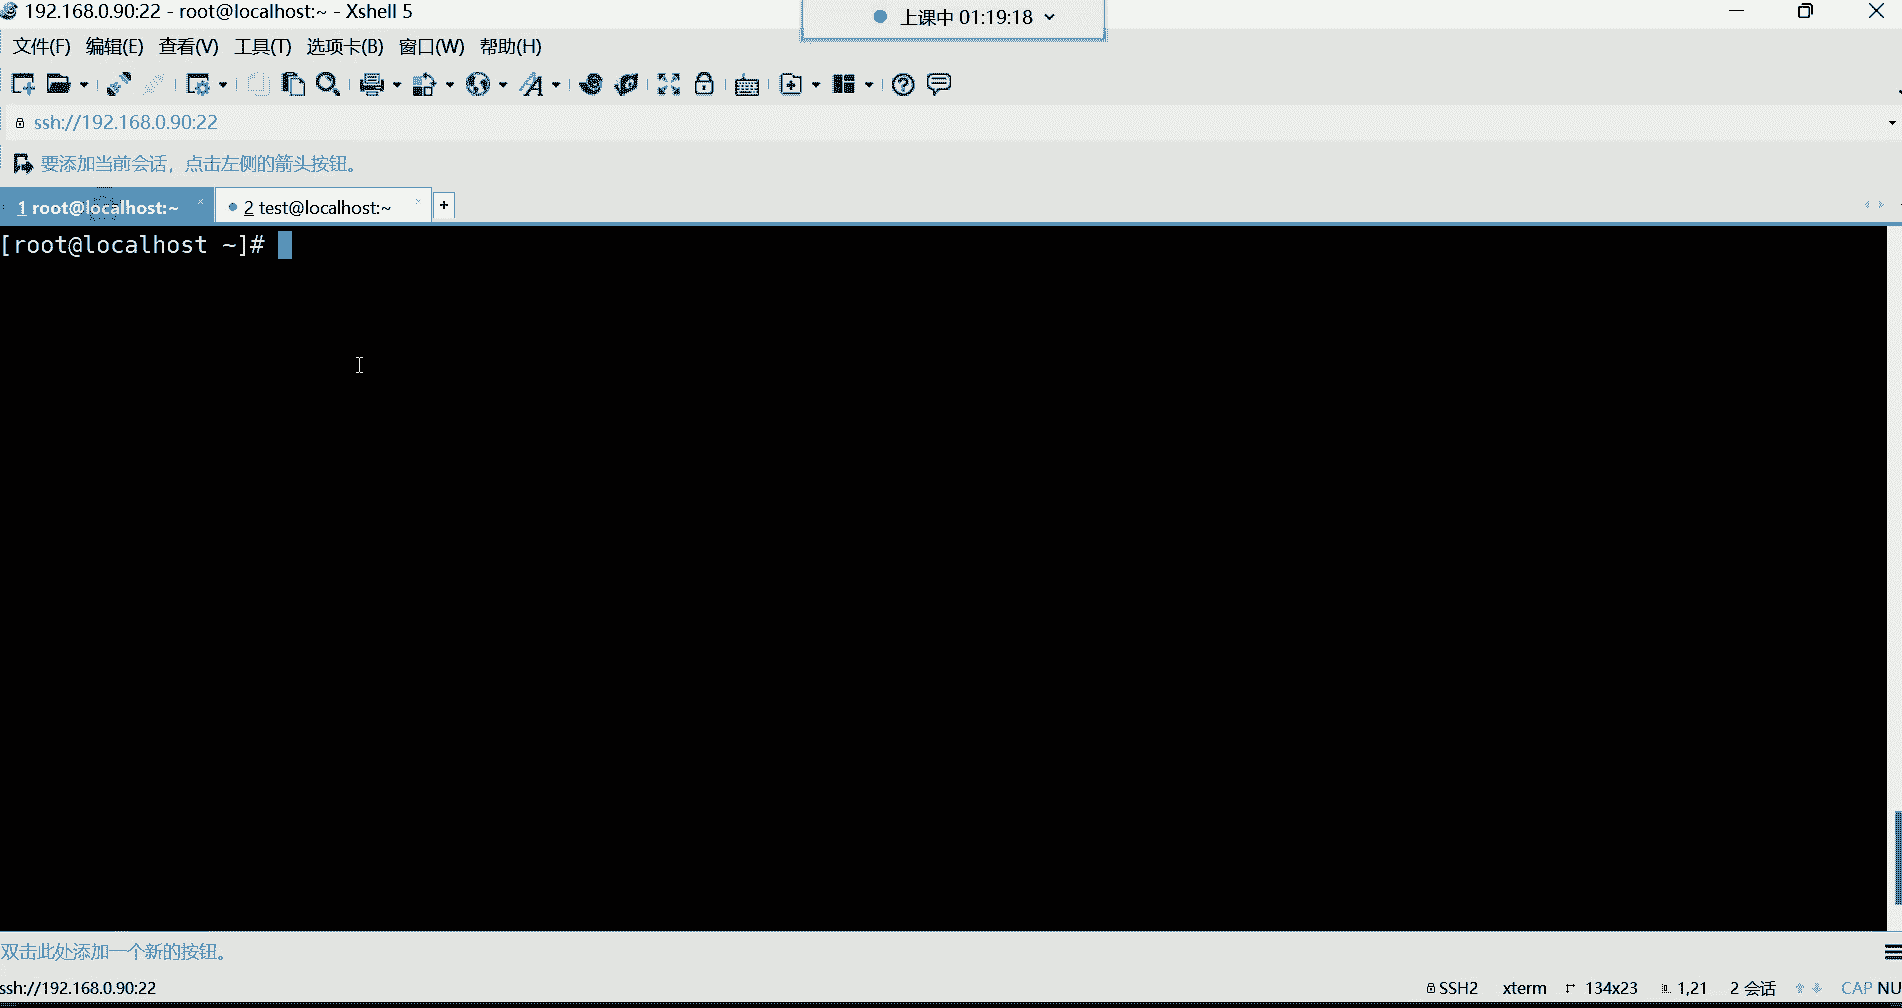 192.168.0.90:22 - root@localhost:~ - Xshell 5
上课中 01:19:18
文件(F) 编辑(E) 查看(V) 工具(T) 选项卡(B) 窗口(W) 帮助(H)
ssh://192.168.0.90:22
要添加当前会话，点击左侧的箭头按钮。
1 root@localhost:~ 2 test@localhost:~ +
[root@localhost ~]#
双击此处添加一个新的按钮。
ssh://192.168.0.90:22 SSH2 xterm 134x23 1,21 2 会话 CAP NU